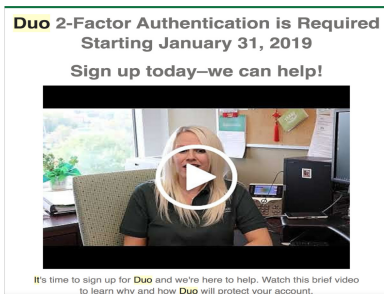 Duo 2-Factor Authentication is Required
Starting January 31, 2019
Sign up today—we can help!
It's time to sign up for Duo and we're here to help. Watch this brief video
to learn why and how Duo will protect your account.